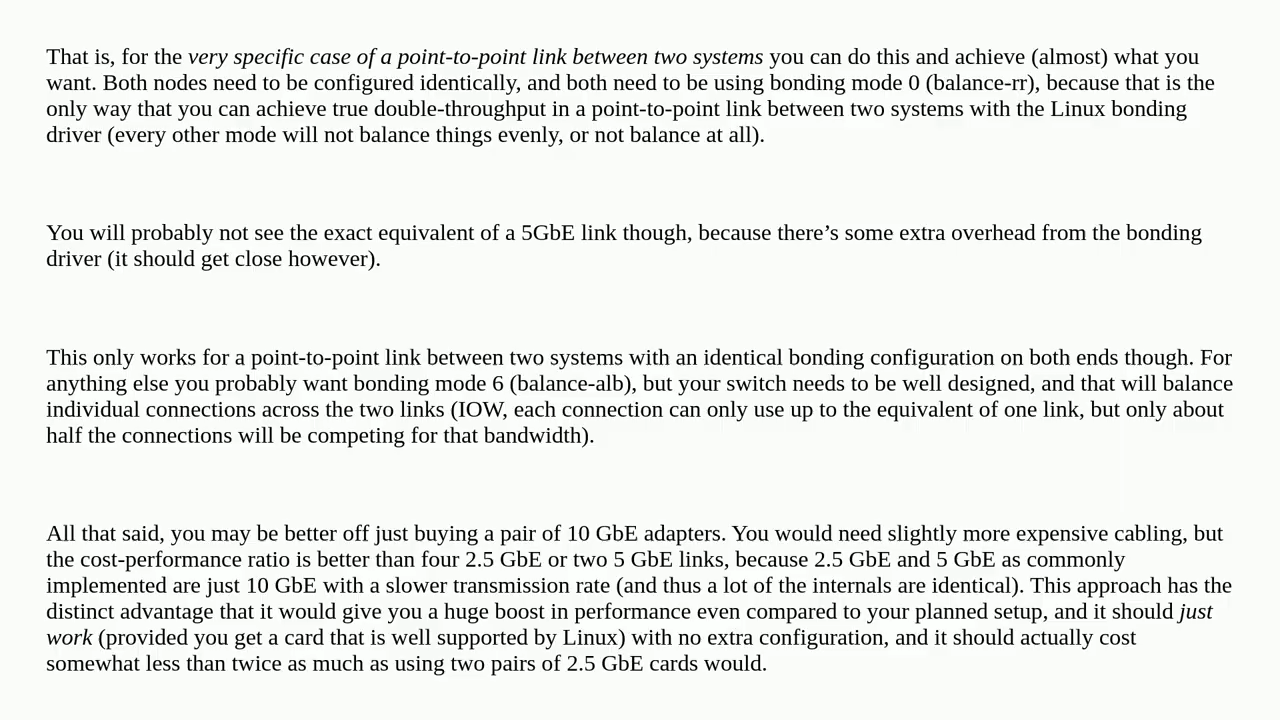 That is, for the very specific case of a point-to-point link between two systems you can do this and achieve (almost) what you
want. Both nodes need to be configured identically, and both need to be using bonding mode 0 (balance-rr), because that is the
only way that you can achieve true double-throughput in a point-to-point link between two systems with the Linux bonding
driver (every other mode will not balance things evenly, or not balance at all).
You will probably not see the exact equivalent of a 5GbE link though, because there’s some extra overhead from the bonding
driver (it should get close however).
This only works for a point-to-point link between two systems with an identical bonding configuration on both ends though. For
anything else you probably want bonding mode 6 (balance-alb), but your switch needs to be well designed, and that will balance
individual connections across the two links (IOW, each connection can only use up to the equivalent of one link, but only about
half the connections will be competing for that bandwidth).
All that said, you may be better off just buying a pair of 10 GbE adapters. You would need slightly more expensive cabling, but
the cost-performance ratio is better than four 2.5 GbE or two 5 GbE links, because 2.5 GbE and 5 GbE as commonly
implemented are just 10 GbE with a slower transmission rate (and thus a lot of the internals are identical). This approach has the
distinct advantage that it would give you a huge boost in performance even compared to your planned setup, and it should just
work (provided you get a card that is well supported by Linux) with no extra configuration, and it should actually cost
somewhat less than twice as much as using two pairs of 2.5 GbE cards would.